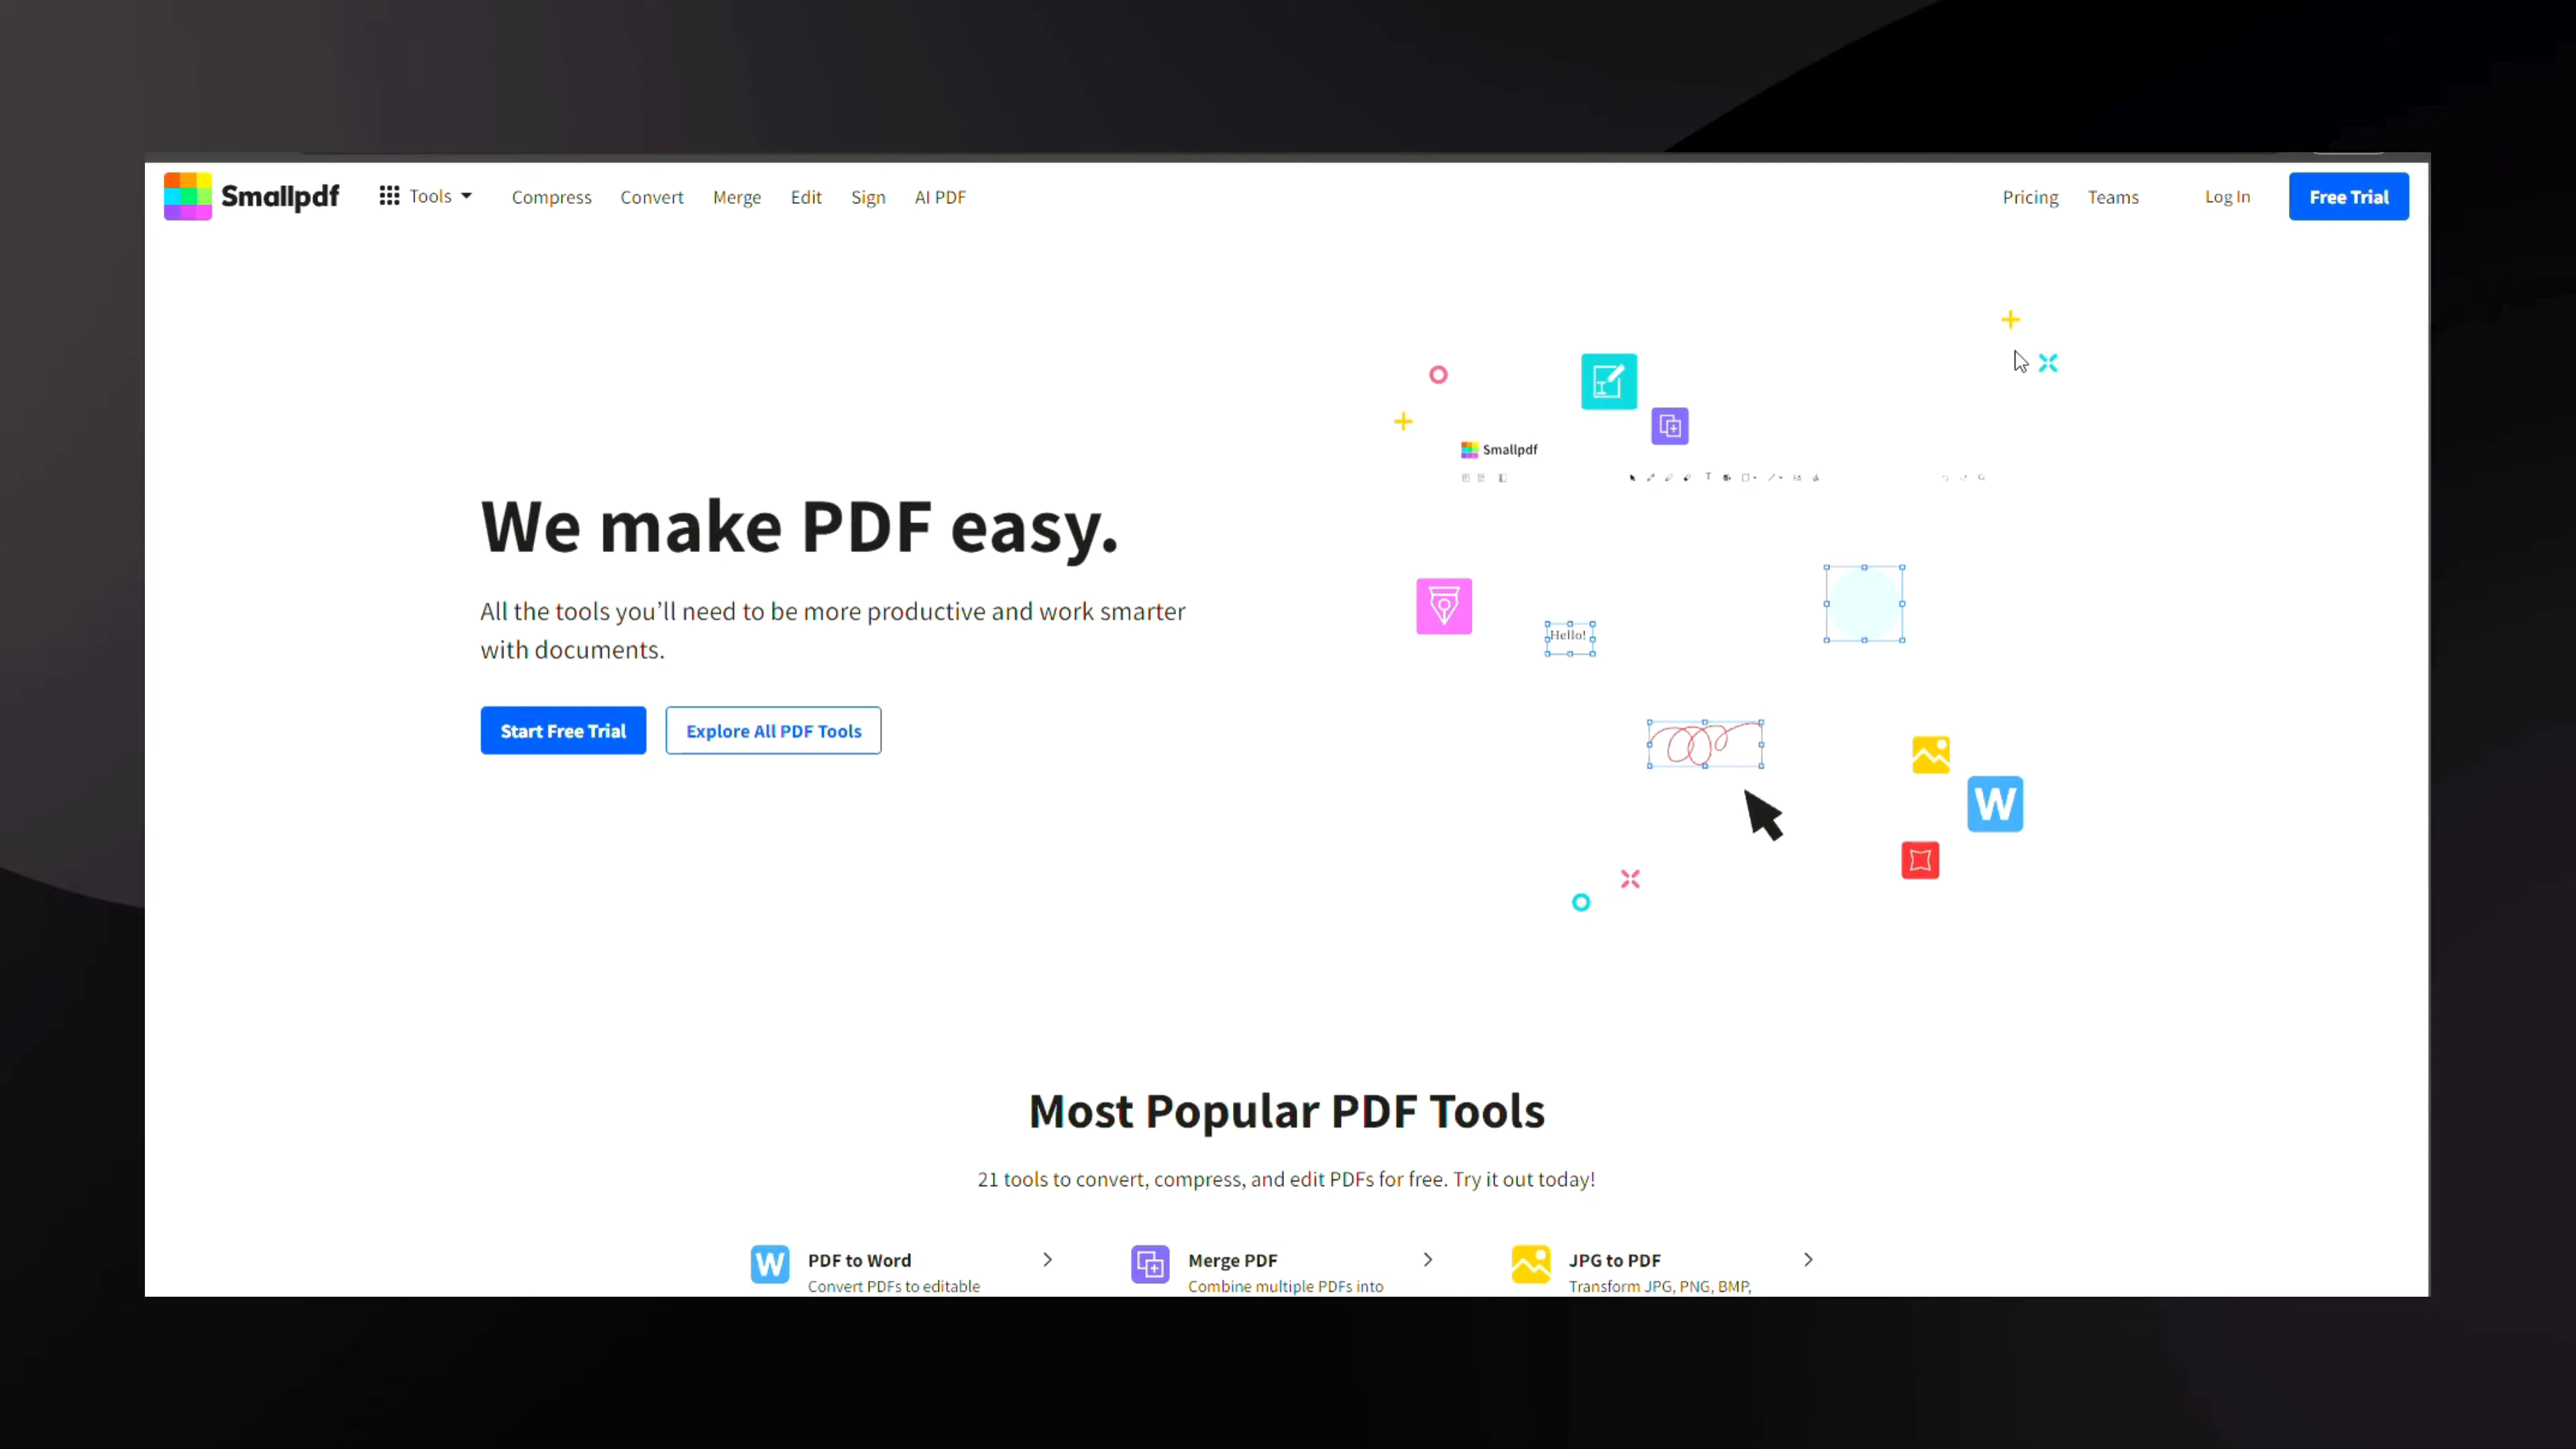 Smallpdf
Tools
Compress
Convert
Merge
Edit
Sign
AI PDF
Pricing
Teams
Log In
Free Trial
Smallpdf
We make PDF easy.
All the tools you’ll need to be more productive and work smarter
with documents.
Hello!
Start Free Trial
Explore All PDF Tools
W
Most Popular PDF Tools
21 tools to convert, compress, and edit PDFs for free. Try it out today!
W
PDF to Word
Convert PDFs to editable
Merge PDF
Combine multiple PDFs into
JPG to PDF
Transform JPG, PNG, BMP,